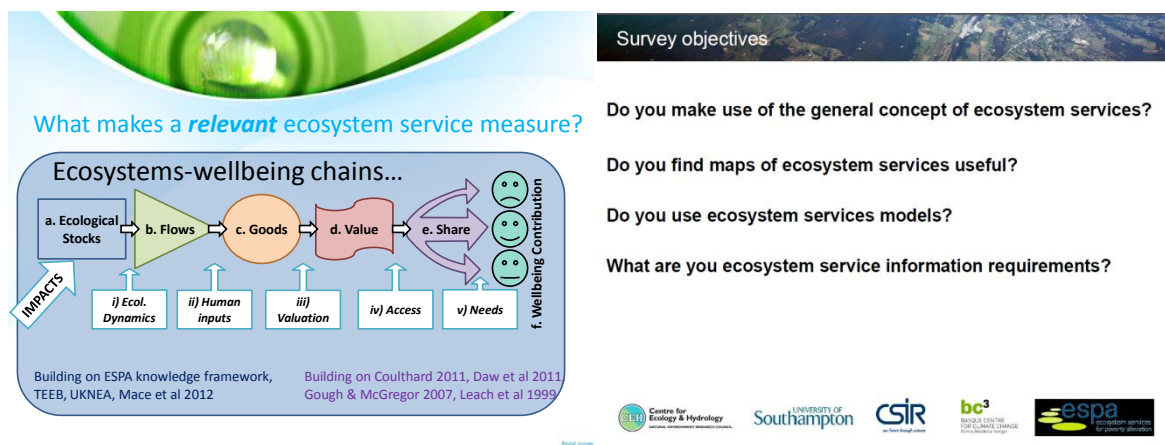 What makes a relevant ecosystem service measure?
Ecosystems-wellbeing chains...
a. Ecological
Stocks
b. Flows
c. Goods
d. Value
e. Share
f. Wellbeing Contribution
IMPACTS
i) Ecol.
Dynamics
ii) Human
inputs
iii)
Valuation
iv) Access
v) Needs
Building on ESPA knowledge framework,
TEEB, UKNEA, Mace et al 2012
Building on Coulthard 2011, Daw et al 2011,
Gough & McGregor 2007, Leach et al 1999
Survey objectives
Do you make use of the general concept of ecosystem services?
Do you find maps of ecosystem services useful?
Do you use ecosystem services models?
What are you ecosystem service information requirements?
CEH
Centre for
Ecology & Hydrology
NATURAL ENVIRONMENT RESEARCH COUNCIL
UNIVERSITY OF
Southampton
CSIR
our future through science
bc3
BASQUE CENTRE
FOR CLIMATE CHANGE
espa
ecosystem services
for poverty alleviation